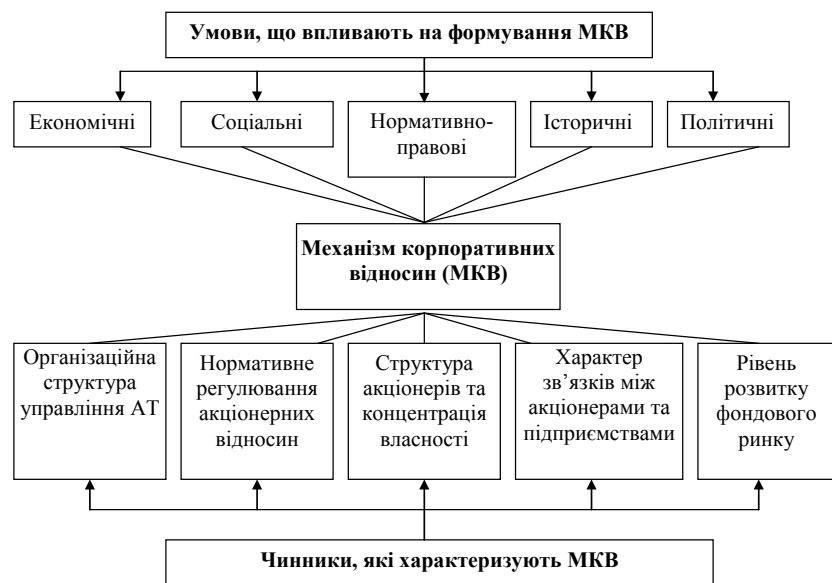 Умови, що впливають на формування МКВ
Економічні
Соціальні
Нормативно-
правові
Історичні
Політичні
Механізм корпоративних
відносин (МКВ)
Організаційна
структура
управління АТ
Нормативне
регулювання
акціонерних
відносин
Структура
акціонерів та
концентрація
власності
Характер
зв’язків між
акціонерами та
підприємствами
Рівень
розвитку
фондового
ринку
Чинники, які характеризують МКВ